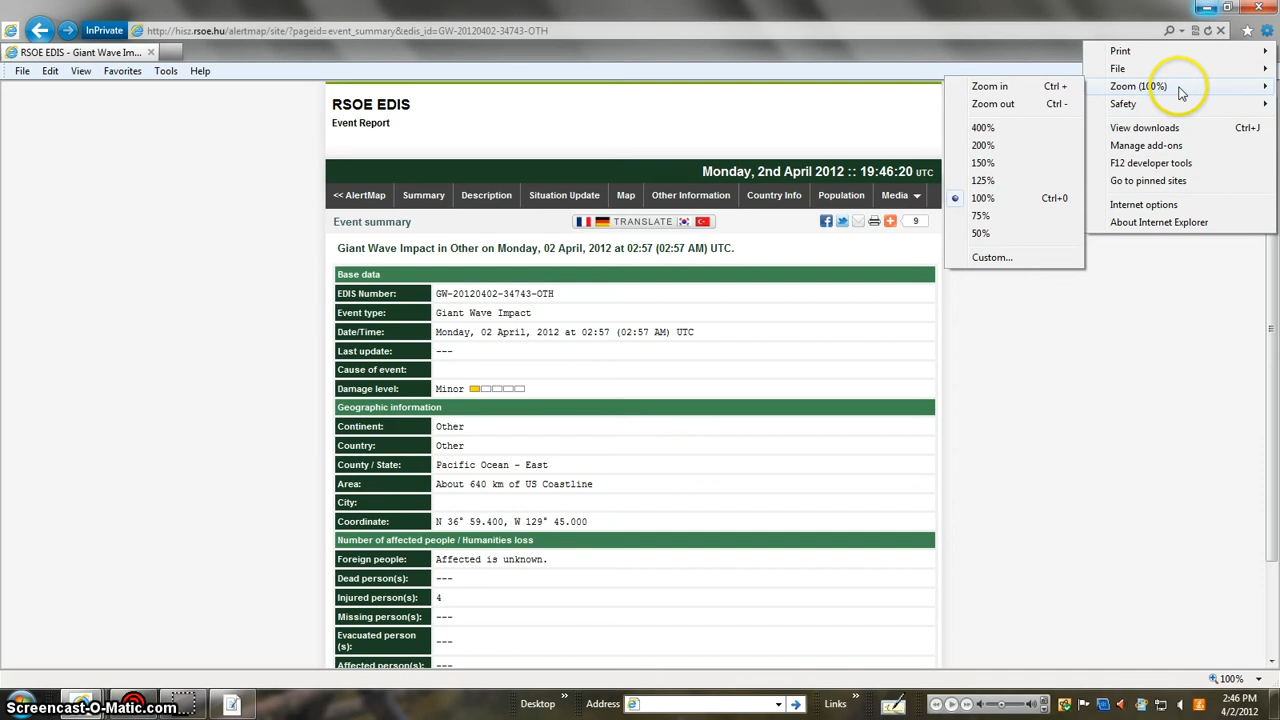 InPrivate
http://hisz.rsoe.hu/alertmap/site/?pageid=event_summary&edis_id=GW-20120402-34743-OTH
RSOE EDIS - Giant Wave Im...
File Edit View Favorites Tools Help
Print
File
Zoom (100%)
Safety
View downloads Ctrl+J
Manage add-ons
F12 developer tools
Go to pinned sites
Internet options
About Internet Explorer
Zoom in Ctrl +
Zoom out Ctrl -
400%
200%
150%
125%
100% Ctrl+0
75%
50%
Custom...
RSOE EDIS
Event Report
Monday, 2nd April 2012 :: 19:46:20 UTC
<< AlertMap Summary Description Situation Update Map Other Information Country Info Population Media
Event summary TRANSLATE 9
Giant Wave Impact in Other on Monday, 02 April, 2012 at 02:57 (02:57 AM) UTC.
Base data
EDIS Number: GW-20120402-34743-OTH
Event type: Giant Wave Impact
Date/Time: Monday, 02 April, 2012 at 02:57 (02:57 AM) UTC
Last update: ---
Cause of event:
Damage level: Minor
Geographic information
Continent: Other
Country: Other
County / State: Pacific Ocean - East
Area: About 640 km of US Coastline
City:
Coordinate: N 36° 59.400, W 129° 45.000
Number of affected people / Humanities loss
Foreign people: Affected is unknown.
Dead person(s): ---
Injured person(s): 4
Missing person(s): ---
Evacuated person
(s): ---
Affected person(s): ---
100%
Desktop » Address Links »
2:46 PM
4/2/2012
Screencast-O-Matic.com